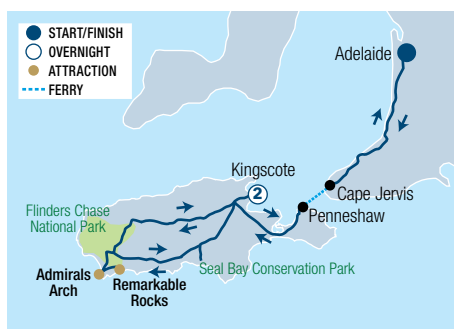 START/FINISH
OVERNIGHT
ATTRACTION
FERRY
Adelaide
Kingscote
2
Cape Jervis
Penneshaw
Flinders Chase
National Park
Seal Bay Conservation Park
Admirals
Arch
Remarkable
Rocks